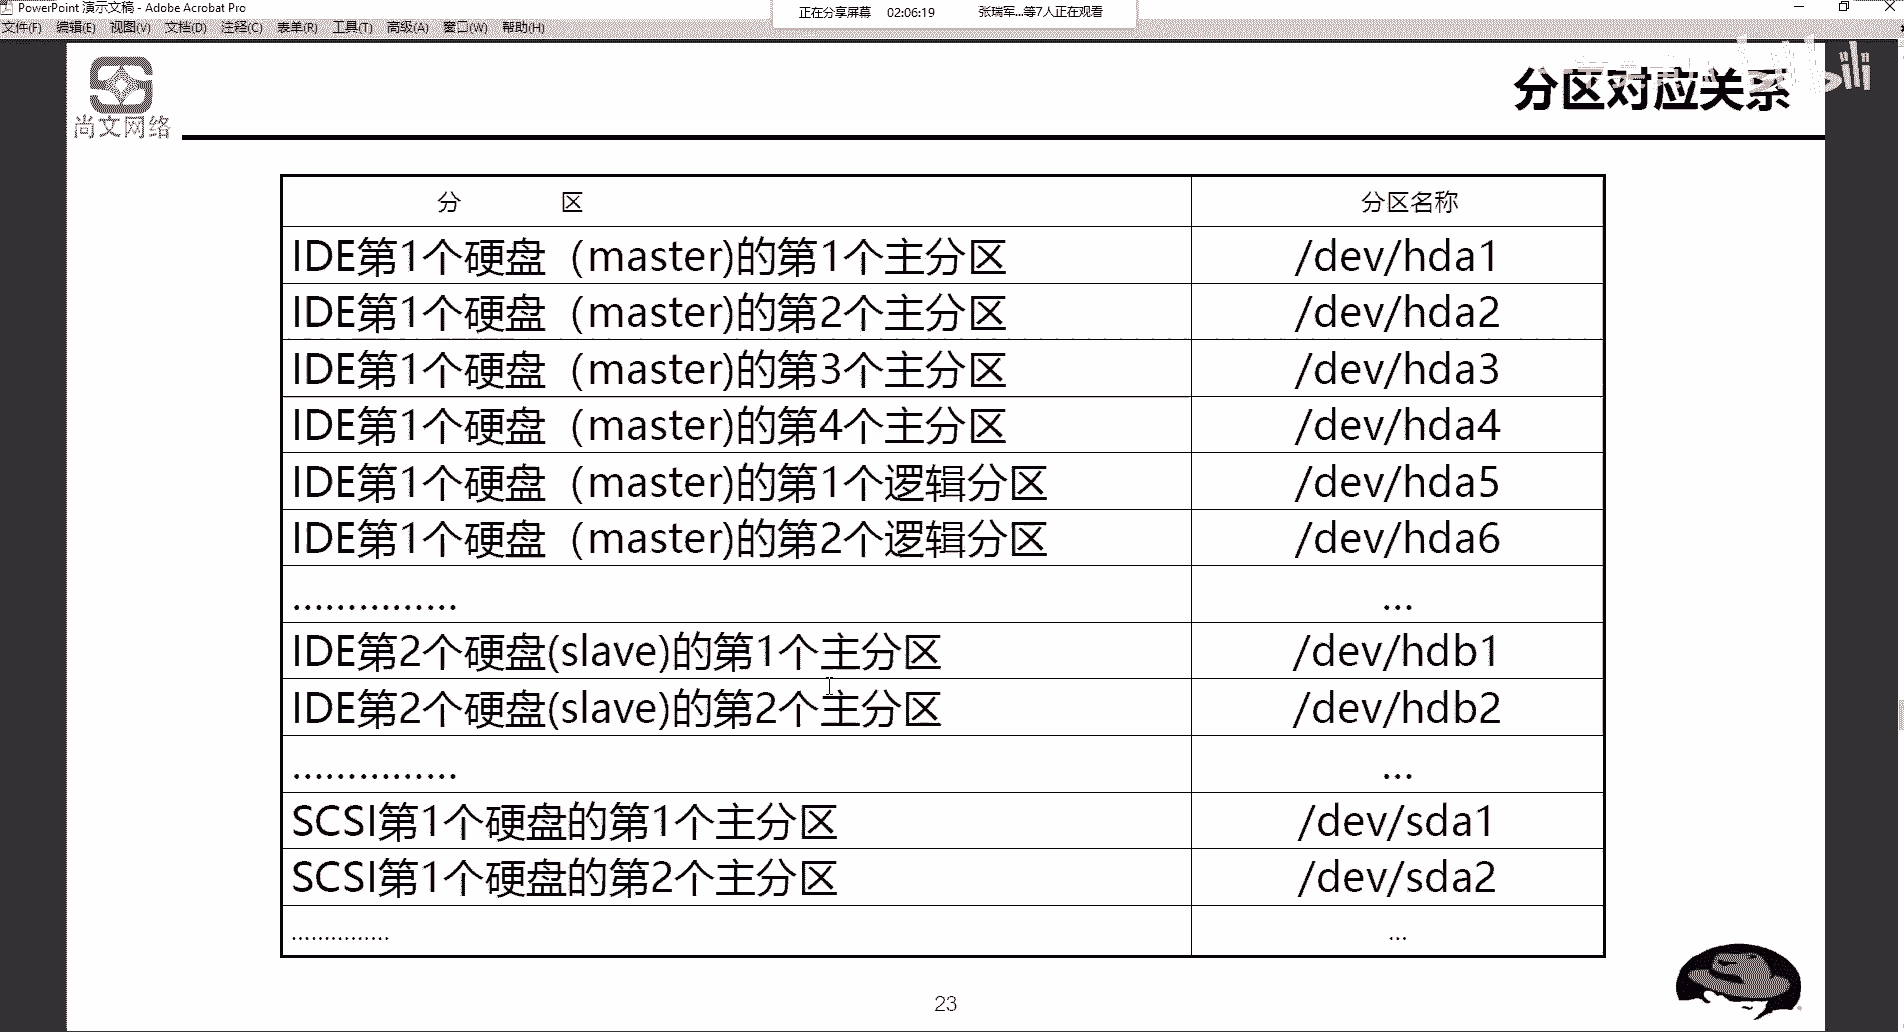 PowerPoint 演示文稿 - Adobe Acrobat Pro
正在分享屏幕 02:06:19 张瑞军...等7人正在观看
文件(F) 编辑(E) 视图(V) 文档(D) 注释(C) 表单(R) 工具(T) 高级(A) 窗口(W) 帮助(H)
尚文网络
分区对应关系
分 区 分区名称
IDE第1个硬盘（master)的第1个主分区 /dev/hda1
IDE第1个硬盘（master)的第2个主分区 /dev/hda2
IDE第1个硬盘（master)的第3个主分区 /dev/hda3
IDE第1个硬盘（master)的第4个主分区 /dev/hda4
IDE第1个硬盘（master)的第1个逻辑分区 /dev/hda5
IDE第1个硬盘（master)的第2个逻辑分区 /dev/hda6
…………… …
IDE第2个硬盘(slave)的第1个主分区 /dev/hdb1
IDE第2个硬盘(slave)的第2个主分区 /dev/hdb2
…………… …
SCSI第1个硬盘的第1个主分区 /dev/sda1
SCSI第1个硬盘的第2个主分区 /dev/sda2
…………… …
23